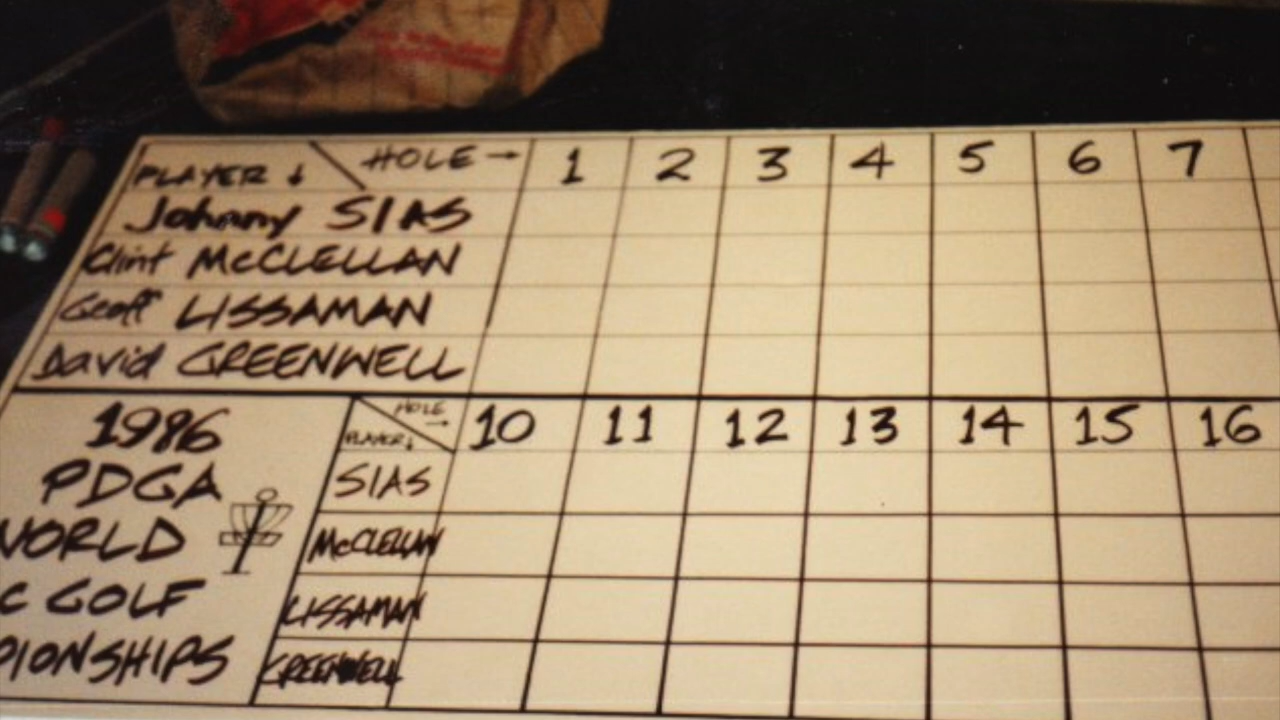 PLAYER ↓ HOLE → 1 2 3 4 5 6 7
Johnny SIAS
Clint McCLELLAN
Geoff LISSAMAN
David GREENWELL
HOLE → 10 11 12 13 14 15 16
PLAYER ↓
SIAS
McCLELLAN
LISSAMAN
GREENWELL
1986
PDGA
WORLD
C GOLF
PIONSHIPS